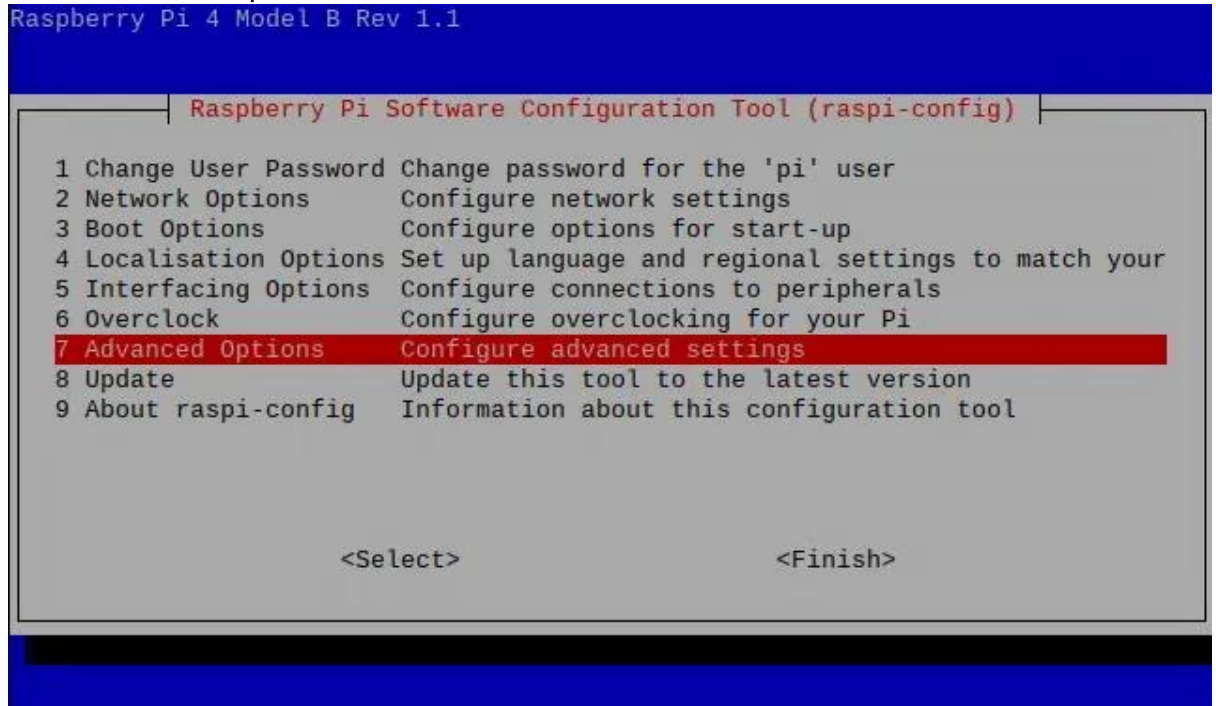 Raspberry Pi 4 Model B Rev 1.1
Raspberry Pi Software Configuration Tool (raspi-config)
1 Change User Password Change password for the 'pi' user
2 Network Options Configure network settings
3 Boot Options Configure options for start-up
4 Localisation Options Set up language and regional settings to match your
5 Interfacing Options Configure connections to peripherals
6 Overclock Configure overclocking for your Pi
7 Advanced Options Configure advanced settings
8 Update Update this tool to the latest version
9 About raspi-config Information about this configuration tool
<Select> <Finish>